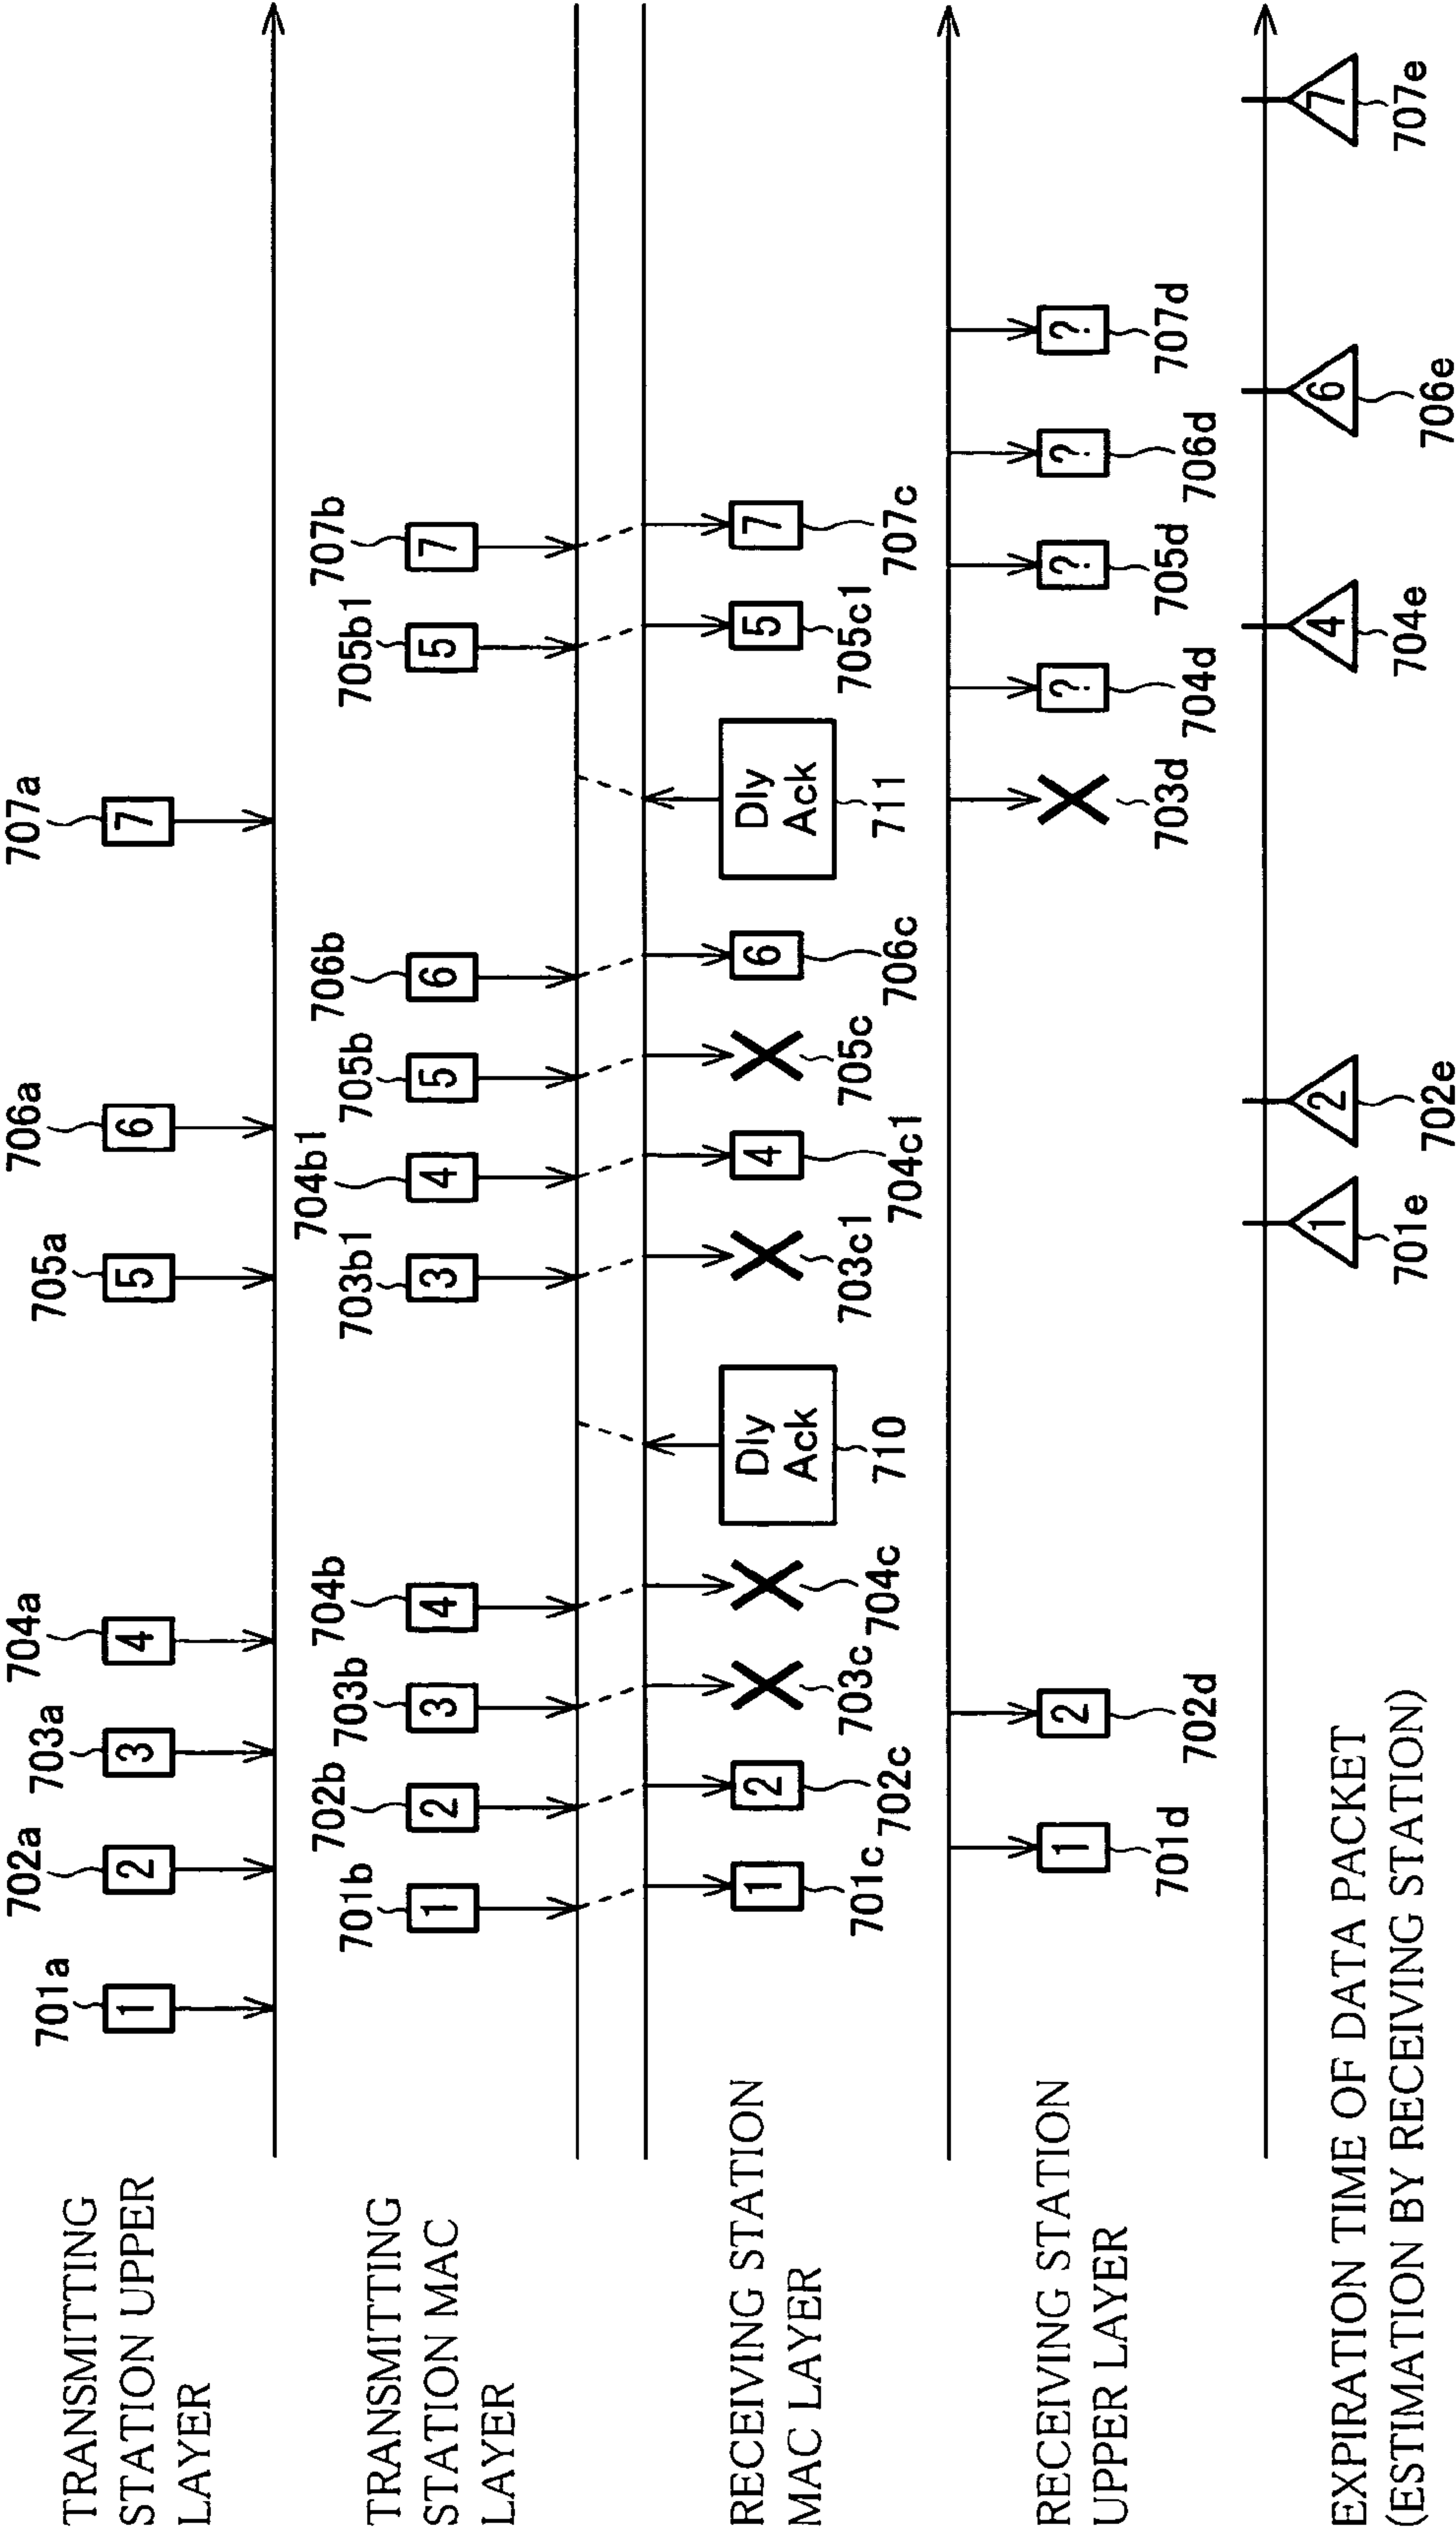 TRANSMITTING
STATION UPPER
LAYER
701a 702a 703a 704a 705a 706a 707a
1 2 3 4 5 6 7
TRANSMITTING
STATION MAC
LAYER
701b 702b 703b 704b 703b1 704b1 705b 706b 705b1 707b
1 2 3 4 3 4 5 6 5 7
RECEIVING STATION
MAC LAYER
1 2 Dly Ack 4 6 Dly Ack 5 7
701c 702c 703c 704c 710 703c1 704c1 705c 706c 711 705c1 707c
RECEIVING STATION
UPPER LAYER
1 2 ? ? ? ?
701d 702d 703d 704d 705d 706d 707d
1 2 4 6 7
701e 702e 704e 706e 707e
EXPIRATION TIME OF DATA PACKET
(ESTIMATION BY RECEIVING STATION)